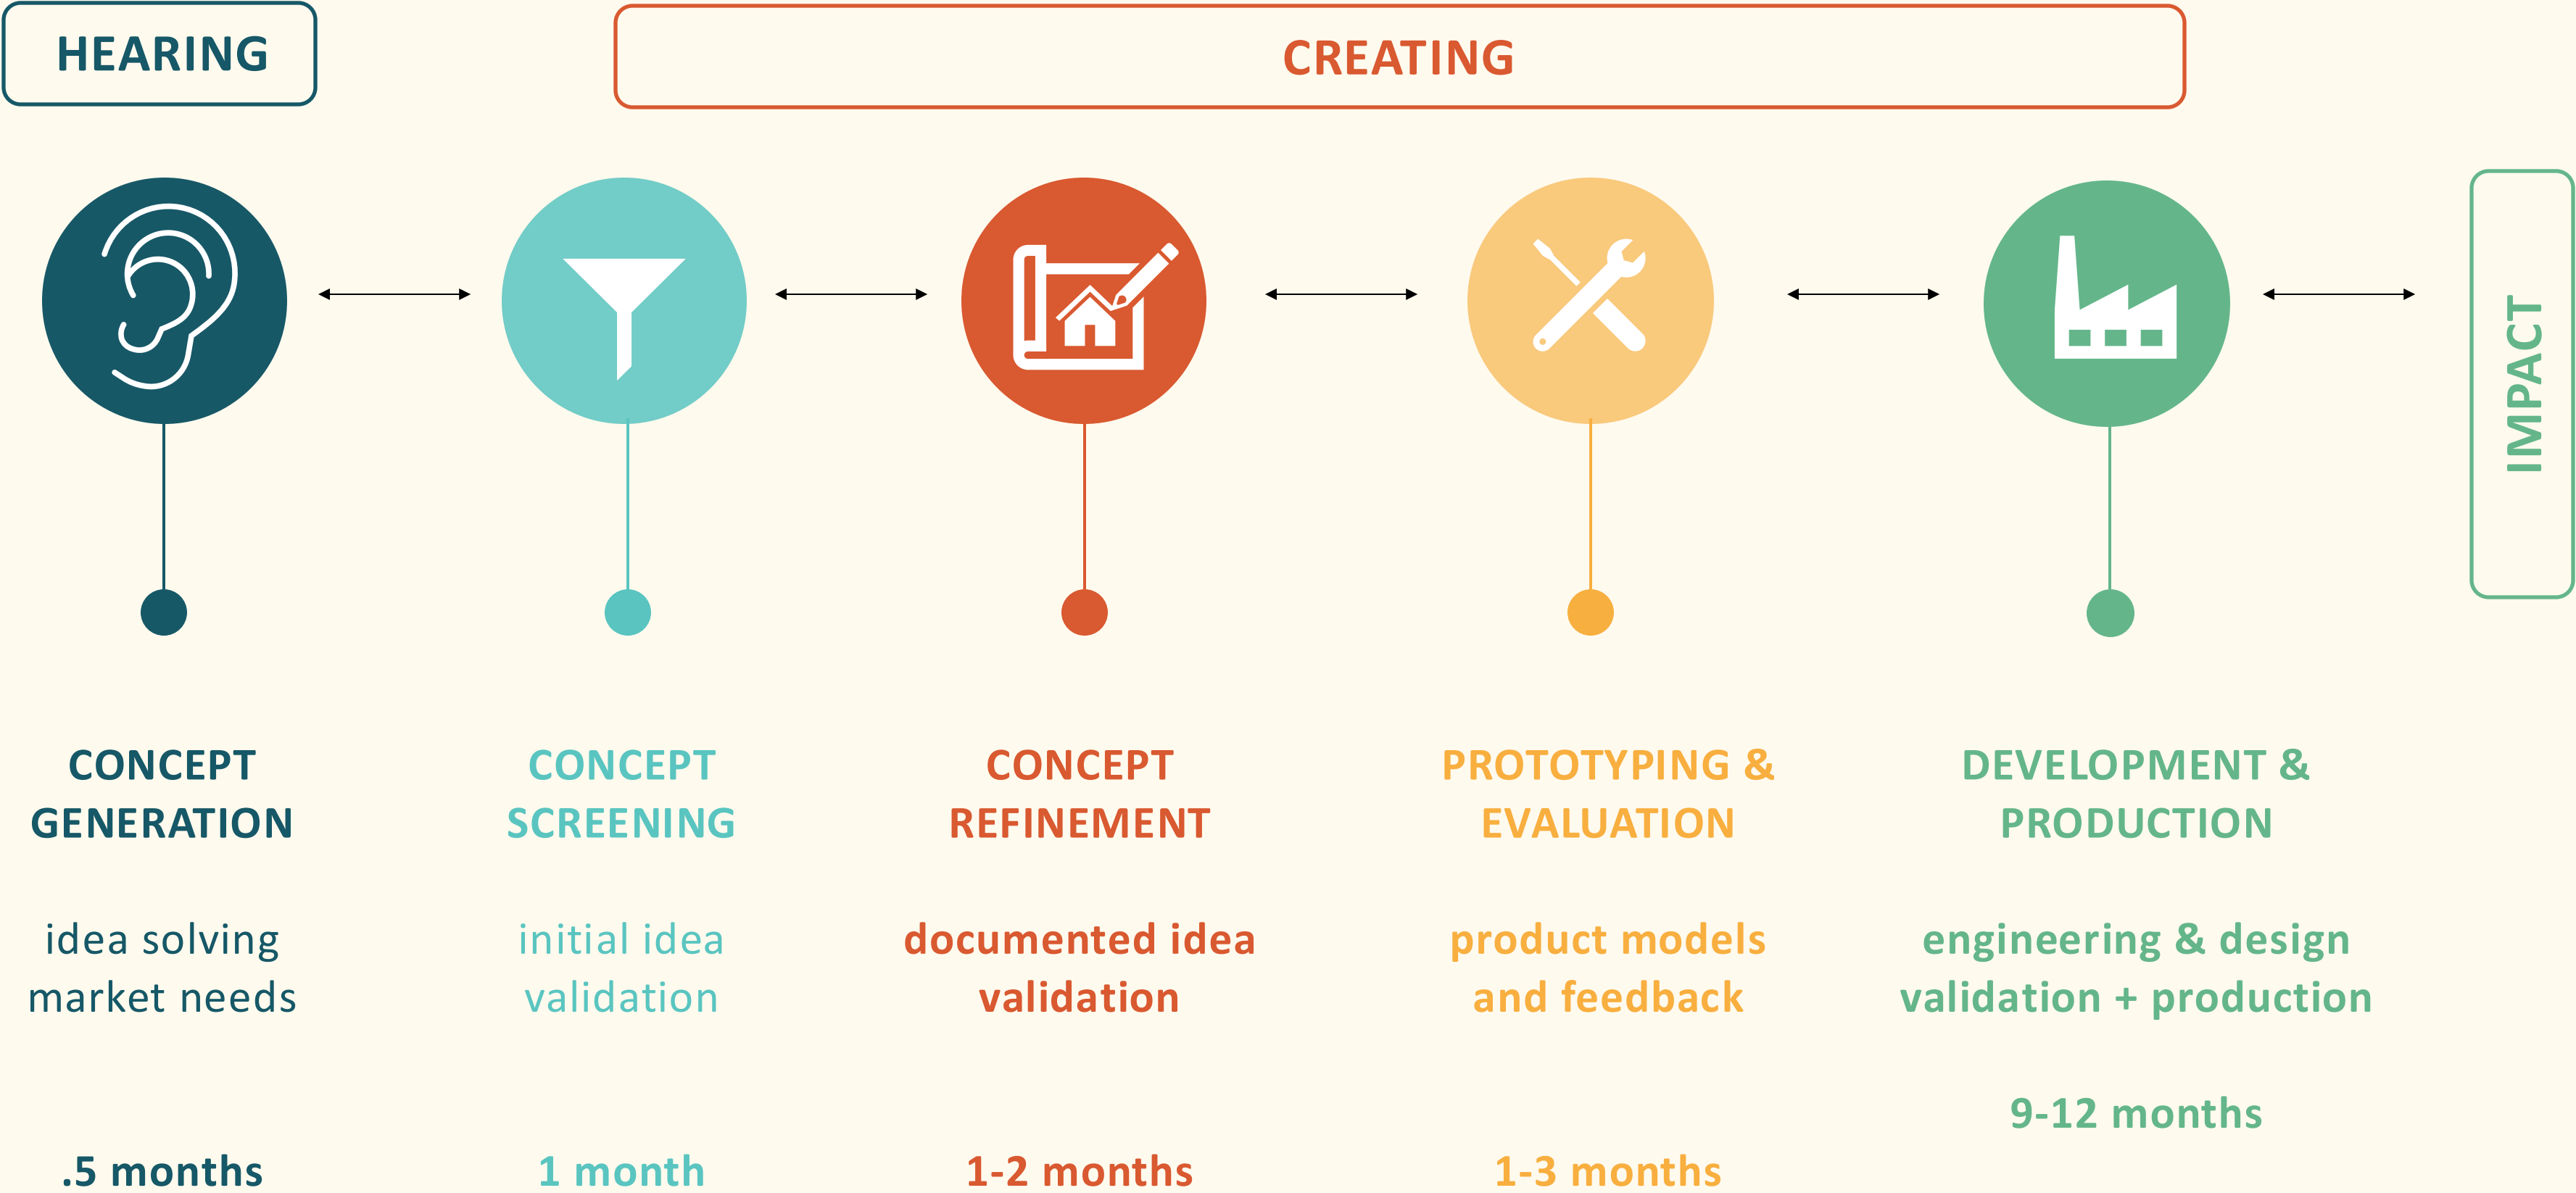 HEARING
CREATING
IMPACT
CONCEPT
GENERATION
idea solving
market needs
.5 months
CONCEPT
SCREENING
initial idea
validation
1 month
CONCEPT
REFINEMENT
documented idea
validation
1-2 months
PROTOTYPING &
EVALUATION
product models
and feedback
1-3 months
DEVELOPMENT &
PRODUCTION
engineering & design
validation + production
9-12 months